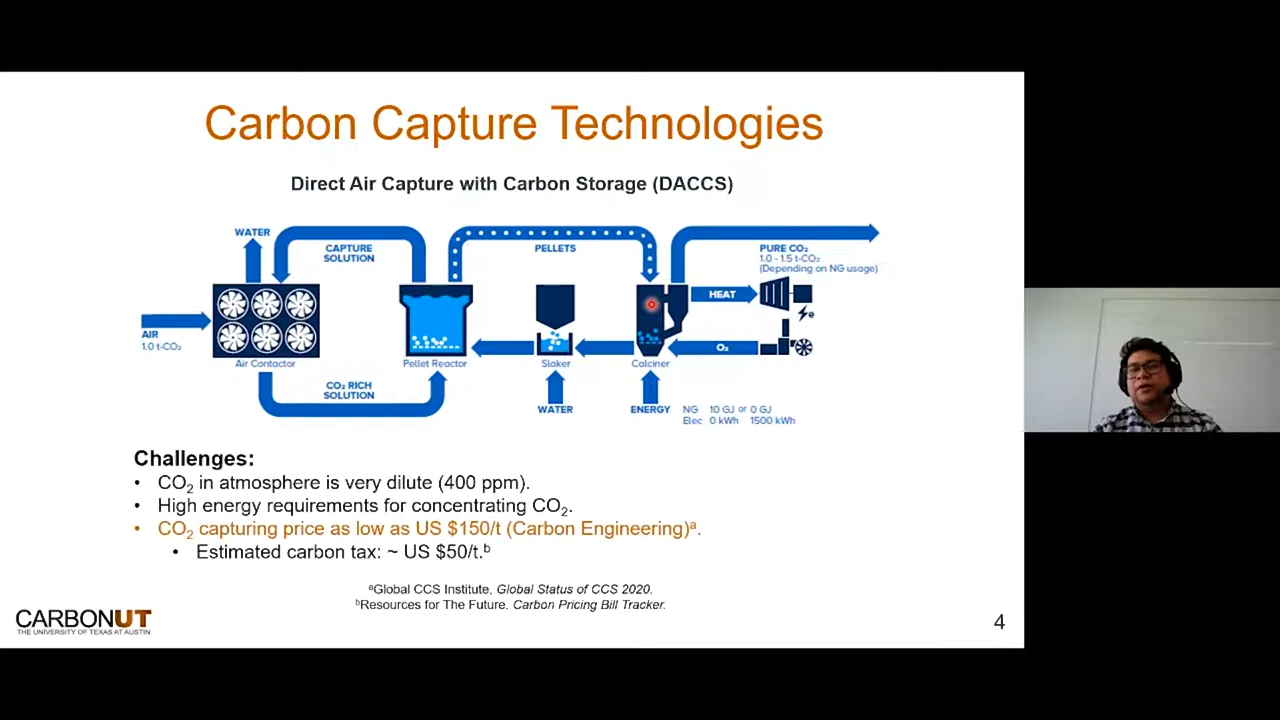 Carbon Capture Technologies
Direct Air Capture with Carbon Storage (DACCS)
WATER
CAPTURE
SOLUTION
PELLETS
PURE CO₂
1.0 - 1.5 t-CO₂
(Depending on NG usage)
HEAT
e
AIR
1.0 t-CO₂
O₂
Air Contactor
Pellet Reactor
Slaker
Calciner
CO₂ RICH
SOLUTION
WATER
ENERGY
NG 10 GJ or 0 GJ
Elec 0 kWh 1500 kWh
Challenges:
• CO₂ in atmosphere is very dilute (400 ppm).
• High energy requirements for concentrating CO₂.
• CO₂ capturing price as low as US $150/t (Carbon Engineering)ᵃ.
• Estimated carbon tax: ~ US $50/t.ᵇ
ᵃGlobal CCS Institute, Global Status of CCS 2020.
ᵇResources for The Future. Carbon Pricing Bill Tracker.
CARBONUT
THE UNIVERSITY OF TEXAS AT AUSTIN
4